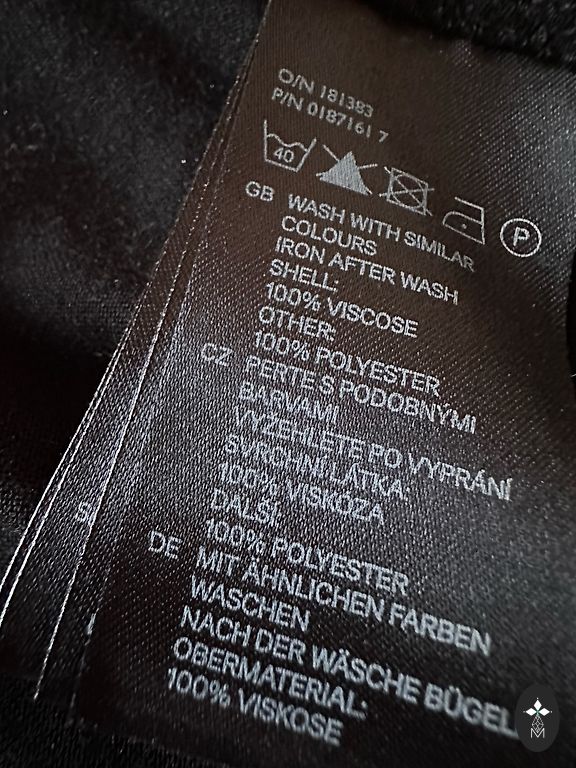 O/N 181383
P/N 0187161 7
40
P
GB WASH WITH SIMILAR
COLOURS
IRON AFTER WASH
SHELL:
100% VISCOSE
OTHER:
100% POLYESTER
CZ PERTE S PODOBNÝMI
BARVAMI
VYŽEHLETE PO VYPRÁNÍ
SVRCHNÍ LÁTKA:
100% VISKÓZA
DALŠÍ:
100% POLYESTER
DE MIT ÄHNLICHEN FARBEN
WASCHEN
NACH DER WÄSCHE BÜGEL
OBERMATERIAL:
100% VISKOSE